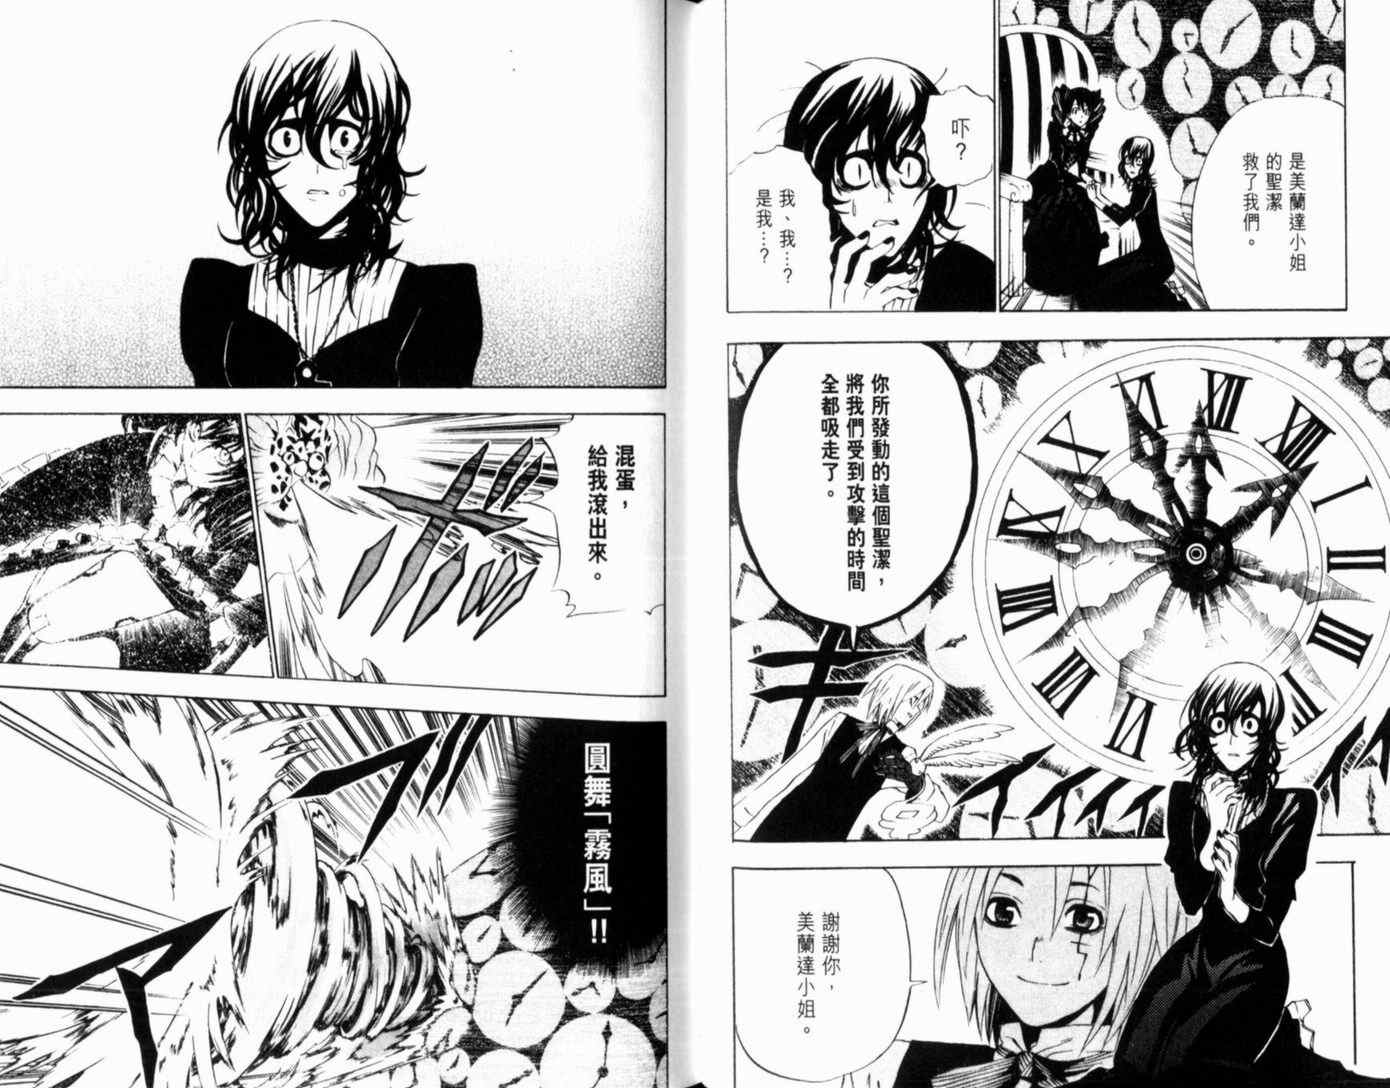 是美蘭達小姐
的聖潔
救了我們。
吓?
我、我…?
是我…?
你所發動的這個聖潔,
將我們受到攻擊的時間
全都吸走了。
謝謝你,
美蘭達小姐。
混蛋,
給我滾出來。
圓舞「霧風」!!